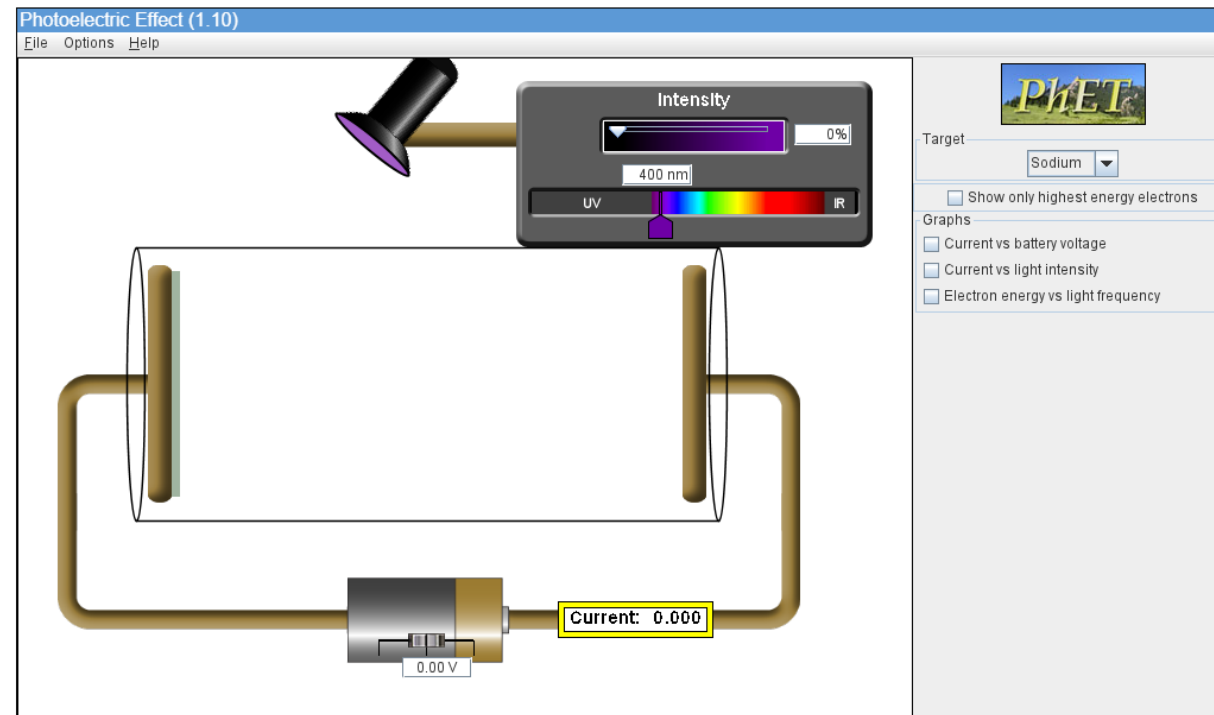 Photoelectric Effect (1.10)
File Options Help
Intensity
0%
400 nm
UV IR
Current: 0.000
0.00 V
PhET
Target
Sodium
Show only highest energy electrons
Graphs
Current vs battery voltage
Current vs light intensity
Electron energy vs light frequency